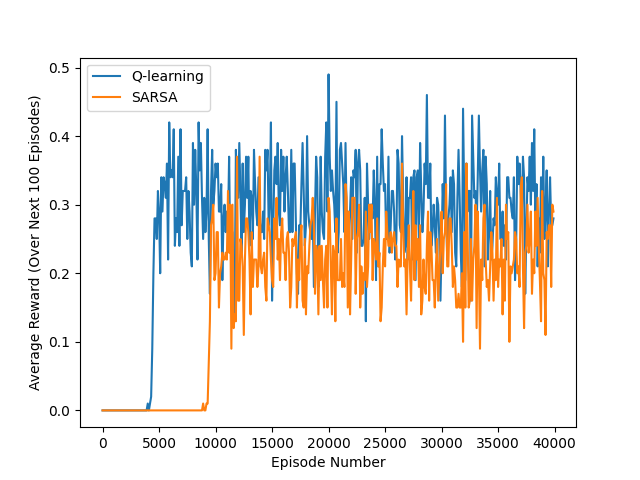 Q-learning
SARSA
0.5
0.4
0.3
0.2
0.1
0.0
Average Reward (Over Next 100 Episodes)
0 5000 10000 15000 20000 25000 30000 35000 40000
Episode Number